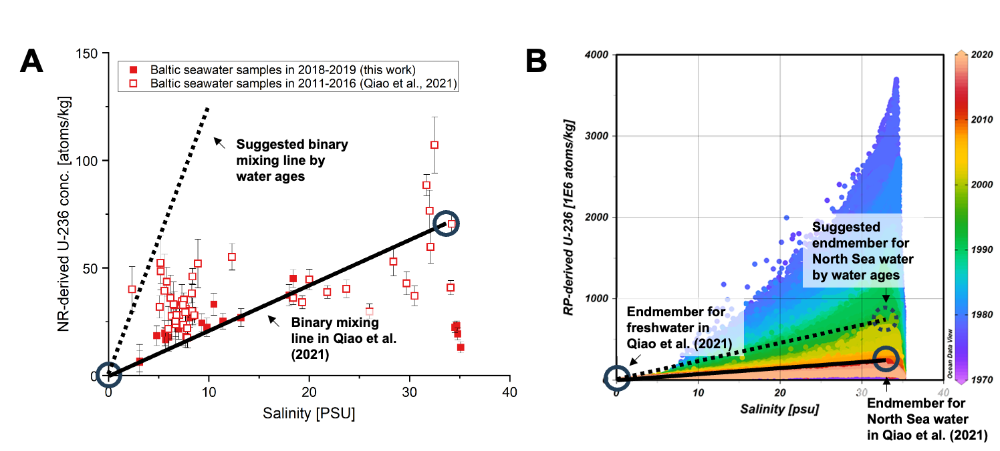 A
150
100
50
0
NR-derived U-236 conc. [atoms/kg]
Baltic seawater samples in 2018-2019 (this work)
Baltic seawater samples in 2011-2016 (Qiao et al., 2021)
Suggested binary
mixing line by
water ages
Binary mixing
line in Qiao et al.
(2021)
0
10
20
30
40
Salinity [PSU]
B
4000
3000
2000
1000
0
RP-derived U-236 [1E6 atoms/kg]
Suggested
endmember for
North Sea water
by water ages
Endmember for
freshwater in
Qiao et al. (2021)
0
10
20
30
40
Salinity [psu]
Endmember for
North Sea water
in Qiao et al. (2021)
Ocean Data View
2020
2010
2000
1990
1980
1970